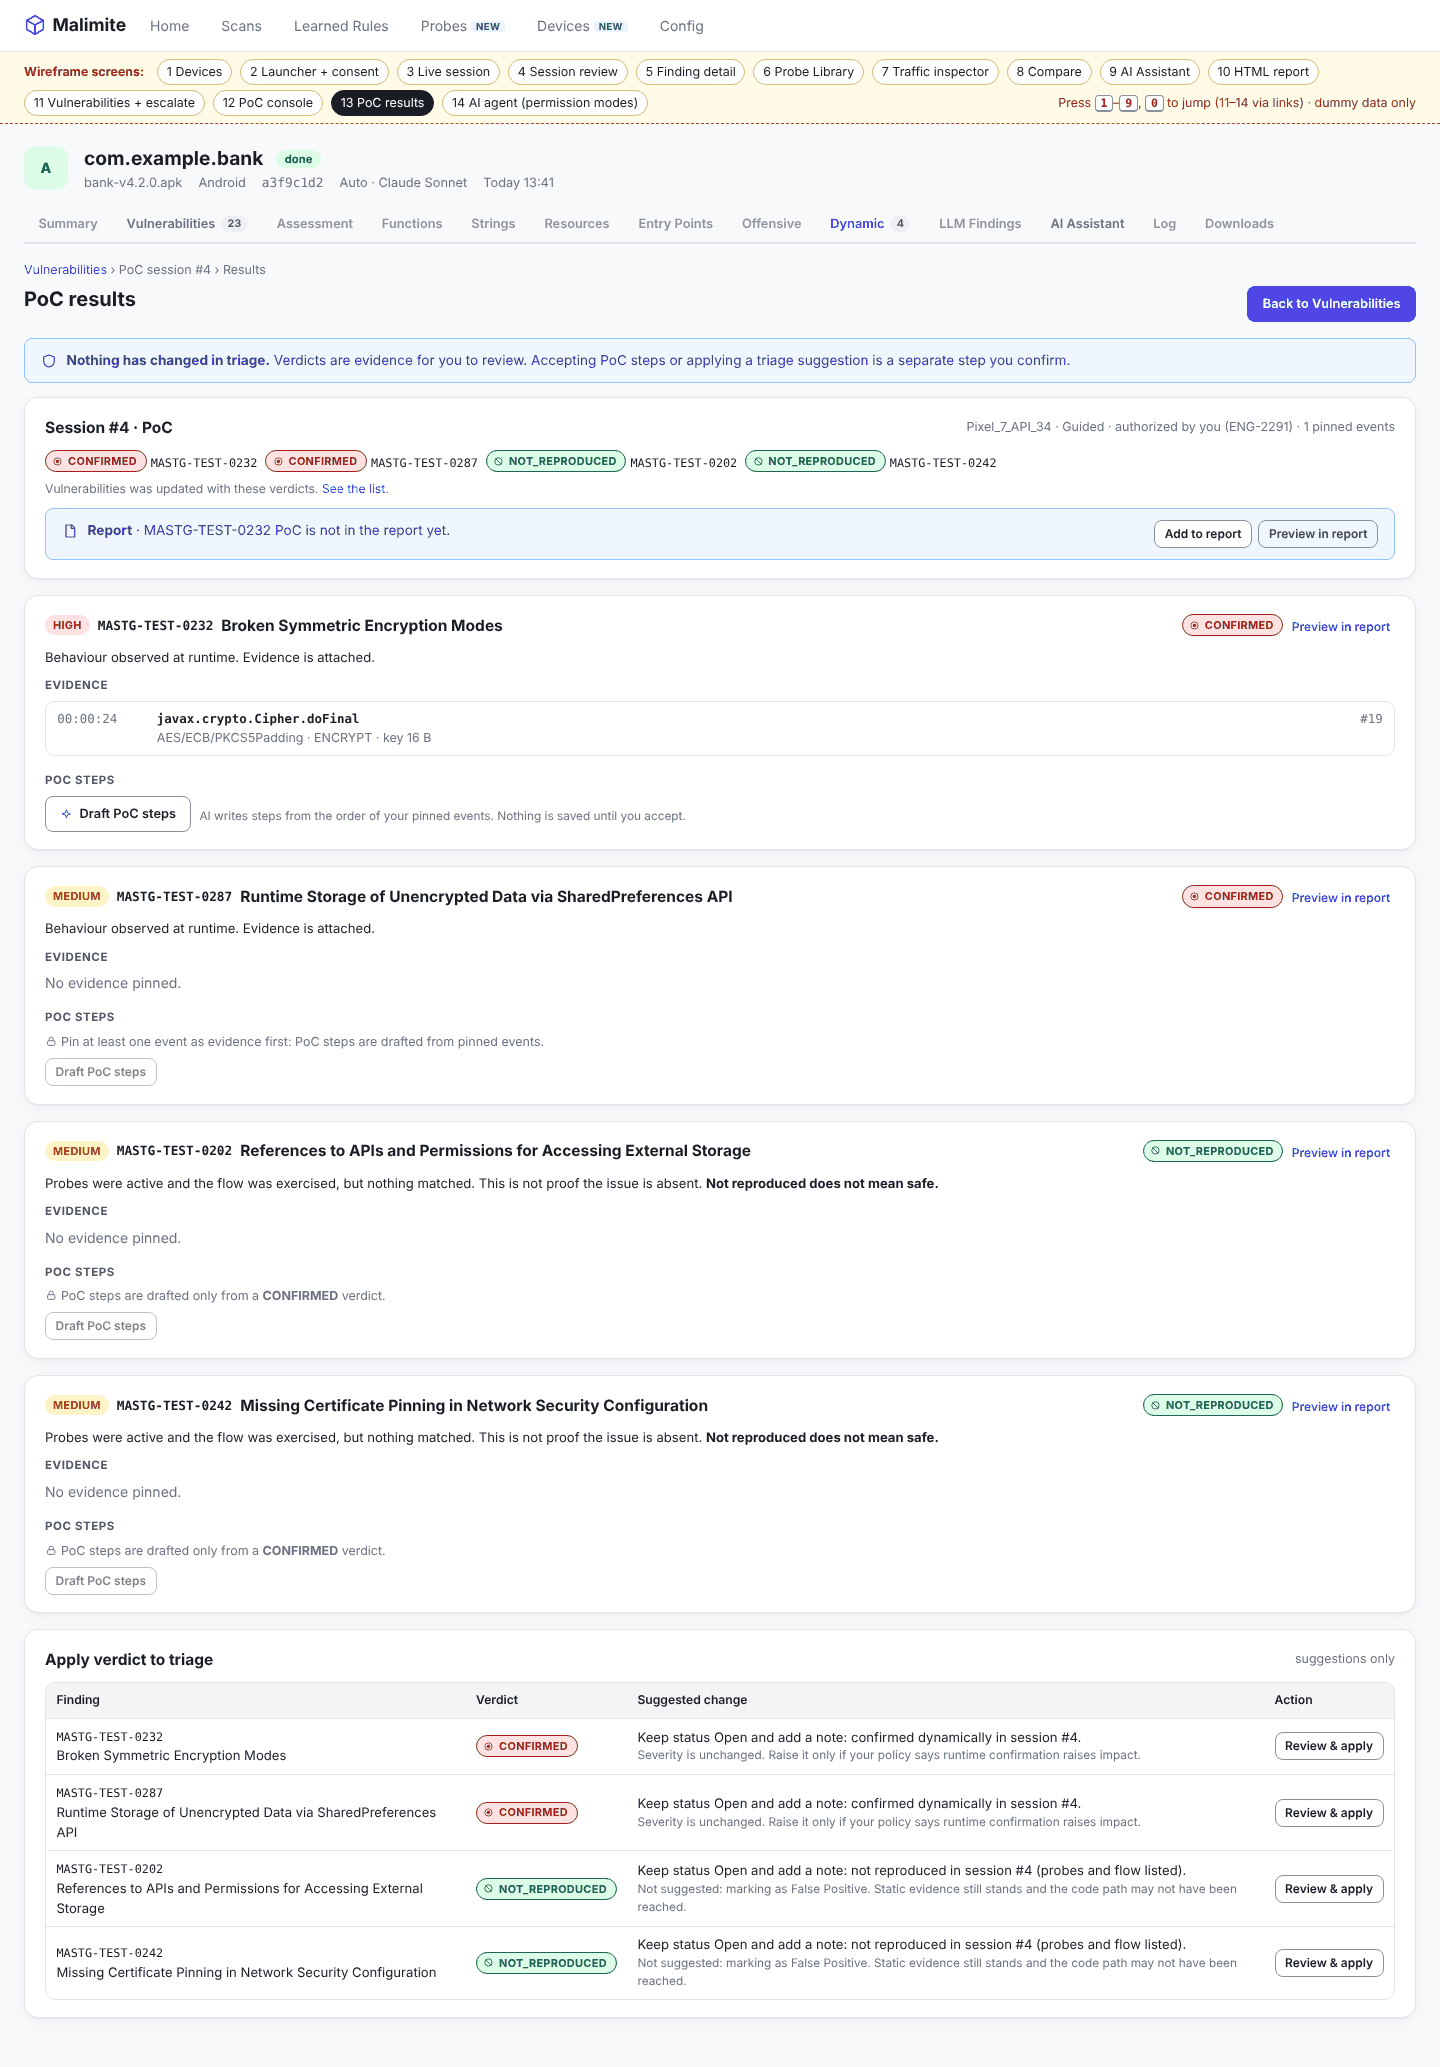 Malimite Home Scans Learned Rules Probes NEW Devices NEW Config
Wireframe screens: 1 Devices 2 Launcher + consent 3 Live session 4 Session review 5 Finding detail 6 Probe Library 7 Traffic inspector 8 Compare 9 AI Assistant 10 HTML report
11 Vulnerabilities + escalate 12 PoC console 13 PoC results 14 AI agent (permission modes) Press 1–9, 0 to jump (11–14 via links) · dummy data only
A
com.example.bank done
bank-v4.2.0.apk Android a3f9c1d2 Auto · Claude Sonnet Today 13:41
Summary Vulnerabilities 23 Assessment Functions Strings Resources Entry Points Offensive Dynamic 4 LLM Findings AI Assistant Log Downloads
Vulnerabilities › PoC session #4 › Results
PoC results
Back to Vulnerabilities
Nothing has changed in triage. Verdicts are evidence for you to review. Accepting PoC steps or applying a triage suggestion is a separate step you confirm.
Session #4 · PoC Pixel_7_API_34 · Guided · authorized by you (ENG-2291) · 1 pinned events
CONFIRMED MASTG-TEST-0232 CONFIRMED MASTG-TEST-0287 NOT_REPRODUCED MASTG-TEST-0202 NOT_REPRODUCED MASTG-TEST-0242
Vulnerabilities was updated with these verdicts. See the list.
Report · MASTG-TEST-0232 PoC is not in the report yet. Add to report Preview in report
HIGH MASTG-TEST-0232 Broken Symmetric Encryption Modes CONFIRMED Preview in report
Behaviour observed at runtime. Evidence is attached.
EVIDENCE
00:00:24 javax.crypto.Cipher.doFinal #19
AES/ECB/PKCS5Padding · ENCRYPT · key 16 B
POC STEPS
Draft PoC steps AI writes steps from the order of your pinned events. Nothing is saved until you accept.
MEDIUM MASTG-TEST-0287 Runtime Storage of Unencrypted Data via SharedPreferences API CONFIRMED Preview in report
Behaviour observed at runtime. Evidence is attached.
EVIDENCE
No evidence pinned.
POC STEPS
Pin at least one event as evidence first: PoC steps are drafted from pinned events.
Draft PoC steps
MEDIUM MASTG-TEST-0202 References to APIs and Permissions for Accessing External Storage NOT_REPRODUCED Preview in report
Probes were active and the flow was exercised, but nothing matched. This is not proof the issue is absent. Not reproduced does not mean safe.
EVIDENCE
No evidence pinned.
POC STEPS
PoC steps are drafted only from a CONFIRMED verdict.
Draft PoC steps
MEDIUM MASTG-TEST-0242 Missing Certificate Pinning in Network Security Configuration NOT_REPRODUCED Preview in report
Probes were active and the flow was exercised, but nothing matched. This is not proof the issue is absent. Not reproduced does not mean safe.
EVIDENCE
No evidence pinned.
POC STEPS
PoC steps are drafted only from a CONFIRMED verdict.
Draft PoC steps
Apply verdict to triage suggestions only
Finding Verdict Suggested change Action
MASTG-TEST-0232
Broken Symmetric Encryption Modes
CONFIRMED
Keep status Open and add a note: confirmed dynamically in session #4.
Severity is unchanged. Raise it only if your policy says runtime confirmation raises impact.
Review & apply
MASTG-TEST-0287
Runtime Storage of Unencrypted Data via SharedPreferences
API
CONFIRMED
Keep status Open and add a note: confirmed dynamically in session #4.
Severity is unchanged. Raise it only if your policy says runtime confirmation raises impact.
Review & apply
MASTG-TEST-0202
References to APIs and Permissions for Accessing External
Storage
NOT_REPRODUCED
Keep status Open and add a note: not reproduced in session #4 (probes and flow listed).
Not suggested: marking as False Positive. Static evidence still stands and the code path may not have been
reached.
Review & apply
MASTG-TEST-0242
Missing Certificate Pinning in Network Security Configuration
NOT_REPRODUCED
Keep status Open and add a note: not reproduced in session #4 (probes and flow listed).
Not suggested: marking as False Positive. Static evidence still stands and the code path may not have been
reached.
Review & apply